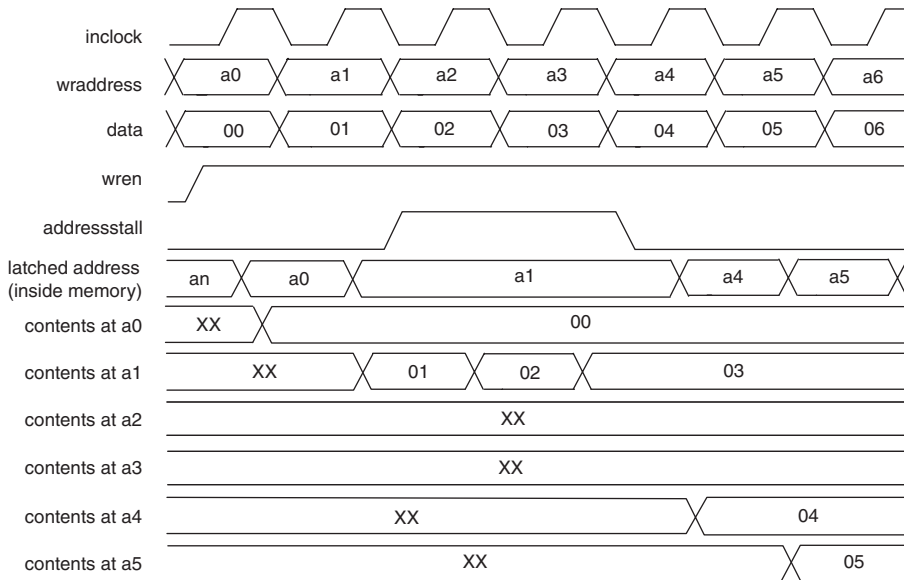 inclock
wraddress a0 a1 a2 a3 a4 a5 a6
data 00 01 02 03 04 05 06
wren
addressstall
latched address
(inside memory) an a0 a1 a4 a5
contents at a0 XX 00
contents at a1 XX 01 02 03
contents at a2 XX
contents at a3 XX
contents at a4 XX 04
contents at a5 XX 05